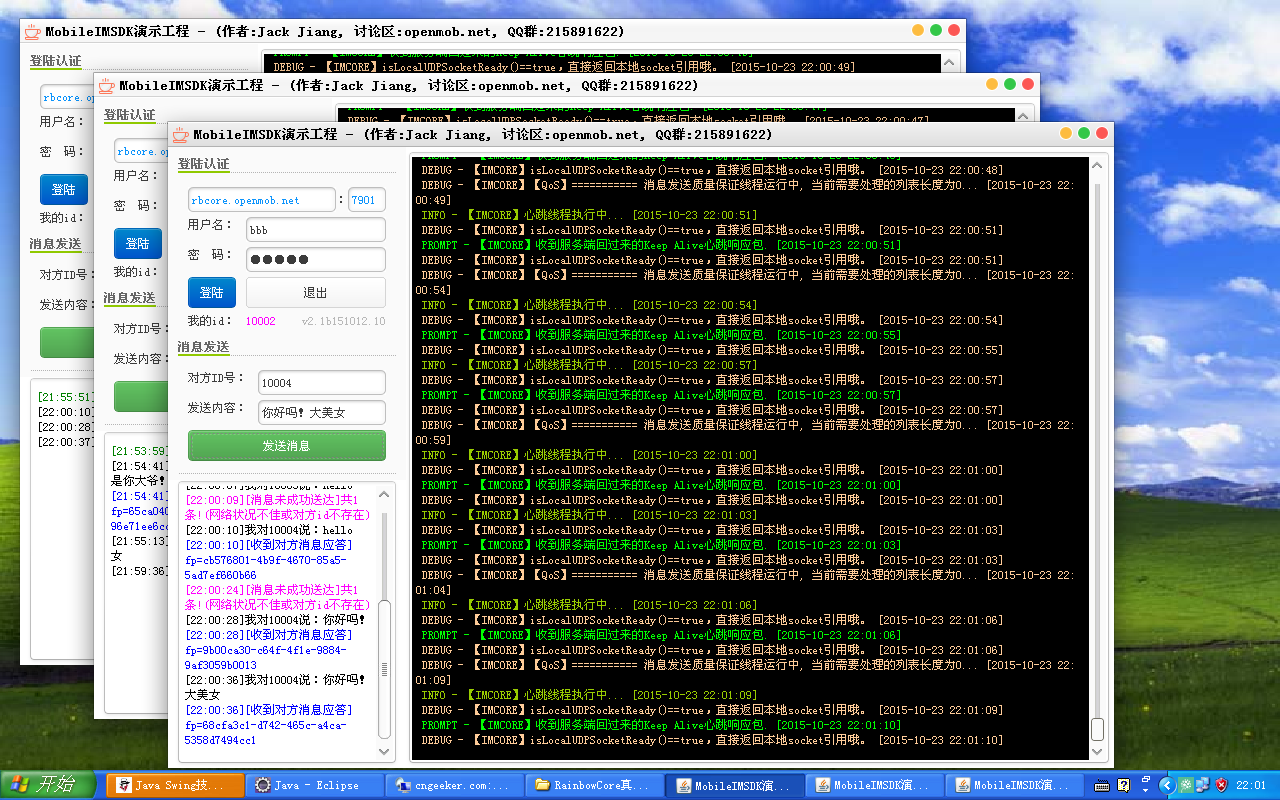 MobileIMSDK演示工程 - (作者:Jack Jiang, 讨论区:openmob.net, QQ群:215891622)
登陆认证
DEBUG - 【IMCORE】isLocalUDPSocketReady()==true,直接返回本地socket引用哦。 [2015-10-23 22:00:49]
rbcore.op
用户名:
密 码:
登陆
我的id:
消息发送
对方ID号:
发送内容:
[21:55:51]
[22:00:10]
[22:00:28]
[22:00:37]
MobileIMSDK演示工程 - (作者:Jack Jiang, 讨论区:openmob.net, QQ群:215891622)
登陆认证
DEBUG - 【IMCORE】isLocalUDPSocketReady()==true,直接返回本地socket引用哦。 [2015-10-23 22:00:47]
rbcore.op
用户名:
密 码:
登陆
我的id:
消息发送
对方ID号:
发送内容:
[21:53:59]
[21:54:41]
是你大爷!
[21:54:41]
fp=65ca040
96e71ee6cc
[21:55:13]
女
[21:59:36]
MobileIMSDK演示工程 - (作者:Jack Jiang, 讨论区:openmob.net, QQ群:215891622)
登陆认证
rbcore.openmob.net : 7901
用户名: bbb
密 码: ●●●●●
登陆 退出
我的id: 10002 v2.1b151012.10
消息发送
对方ID号: 10004
发送内容: 你好吗!大美女
发送消息
[22:00:09][消息未成功送达]共1
条!(网络状况不佳或对方id不存在)
[22:00:10]我对10004说:hello
[22:00:10][收到对方消息应答]
fp=cb576801-4b9f-4670-85a5-
5ad7ef660b66
[22:00:24][消息未成功送达]共1
条!(网络状况不佳或对方id不存在)
[22:00:28]我对10004说:你好吗!
[22:00:28][收到对方消息应答]
fp=9b00ca30-c64f-4f1e-9884-
9af3059b0013
[22:00:36]我对10004说:你好吗!
大美女
[22:00:36][收到对方消息应答]
fp=68cfa3c1-d742-465c-a4ca-
5358d7494cc1
DEBUG - 【IMCORE】isLocalUDPSocketReady()==true,直接返回本地socket引用哦。 [2015-10-23 22:00:48]
DEBUG - 【IMCORE】【QoS】=========== 消息发送质量保证线程运行中, 当前需要处理的列表长度为0... [2015-10-23 22:
00:49]
INFO - 【IMCORE】心跳线程执行中... [2015-10-23 22:00:51]
DEBUG - 【IMCORE】isLocalUDPSocketReady()==true,直接返回本地socket引用哦。 [2015-10-23 22:00:51]
PROMPT - 【IMCORE】收到服务端回过来的Keep Alive心跳响应包. [2015-10-23 22:00:51]
DEBUG - 【IMCORE】isLocalUDPSocketReady()==true,直接返回本地socket引用哦。 [2015-10-23 22:00:51]
DEBUG - 【IMCORE】【QoS】=========== 消息发送质量保证线程运行中, 当前需要处理的列表长度为0... [2015-10-23 22:
00:54]
INFO - 【IMCORE】心跳线程执行中... [2015-10-23 22:00:54]
DEBUG - 【IMCORE】isLocalUDPSocketReady()==true,直接返回本地socket引用哦。 [2015-10-23 22:00:54]
PROMPT - 【IMCORE】收到服务端回过来的Keep Alive心跳响应包. [2015-10-23 22:00:55]
DEBUG - 【IMCORE】isLocalUDPSocketReady()==true,直接返回本地socket引用哦。 [2015-10-23 22:00:55]
INFO - 【IMCORE】心跳线程执行中... [2015-10-23 22:00:57]
DEBUG - 【IMCORE】isLocalUDPSocketReady()==true,直接返回本地socket引用哦。 [2015-10-23 22:00:57]
PROMPT - 【IMCORE】收到服务端回过来的Keep Alive心跳响应包. [2015-10-23 22:00:57]
DEBUG - 【IMCORE】isLocalUDPSocketReady()==true,直接返回本地socket引用哦。 [2015-10-23 22:00:57]
DEBUG - 【IMCORE】【QoS】=========== 消息发送质量保证线程运行中, 当前需要处理的列表长度为0... [2015-10-23 22:
00:59]
INFO - 【IMCORE】心跳线程执行中... [2015-10-23 22:01:00]
DEBUG - 【IMCORE】isLocalUDPSocketReady()==true,直接返回本地socket引用哦。 [2015-10-23 22:01:00]
PROMPT - 【IMCORE】收到服务端回过来的Keep Alive心跳响应包. [2015-10-23 22:01:00]
DEBUG - 【IMCORE】isLocalUDPSocketReady()==true,直接返回本地socket引用哦。 [2015-10-23 22:01:00]
INFO - 【IMCORE】心跳线程执行中... [2015-10-23 22:01:03]
DEBUG - 【IMCORE】isLocalUDPSocketReady()==true,直接返回本地socket引用哦。 [2015-10-23 22:01:03]
PROMPT - 【IMCORE】收到服务端回过来的Keep Alive心跳响应包. [2015-10-23 22:01:03]
DEBUG - 【IMCORE】isLocalUDPSocketReady()==true,直接返回本地socket引用哦。 [2015-10-23 22:01:03]
DEBUG - 【IMCORE】【QoS】=========== 消息发送质量保证线程运行中, 当前需要处理的列表长度为0... [2015-10-23 22:
01:04]
INFO - 【IMCORE】心跳线程执行中... [2015-10-23 22:01:06]
DEBUG - 【IMCORE】isLocalUDPSocketReady()==true,直接返回本地socket引用哦。 [2015-10-23 22:01:06]
PROMPT - 【IMCORE】收到服务端回过来的Keep Alive心跳响应包. [2015-10-23 22:01:06]
DEBUG - 【IMCORE】isLocalUDPSocketReady()==true,直接返回本地socket引用哦。 [2015-10-23 22:01:06]
DEBUG - 【IMCORE】【QoS】=========== 消息发送质量保证线程运行中, 当前需要处理的列表长度为0... [2015-10-23 22:
01:09]
INFO - 【IMCORE】心跳线程执行中... [2015-10-23 22:01:09]
DEBUG - 【IMCORE】isLocalUDPSocketReady()==true,直接返回本地socket引用哦。 [2015-10-23 22:01:09]
PROMPT - 【IMCORE】收到服务端回过来的Keep Alive心跳响应包. [2015-10-23 22:01:10]
DEBUG - 【IMCORE】isLocalUDPSocketReady()==true,直接返回本地socket引用哦。 [2015-10-23 22:01:10]
开始 Java Swing技... Java - Eclipse cngeeker.com:... RainbowCore真... MobileIMSDK演... MobileIMSDK演... MobileIMSDK演... 22:01